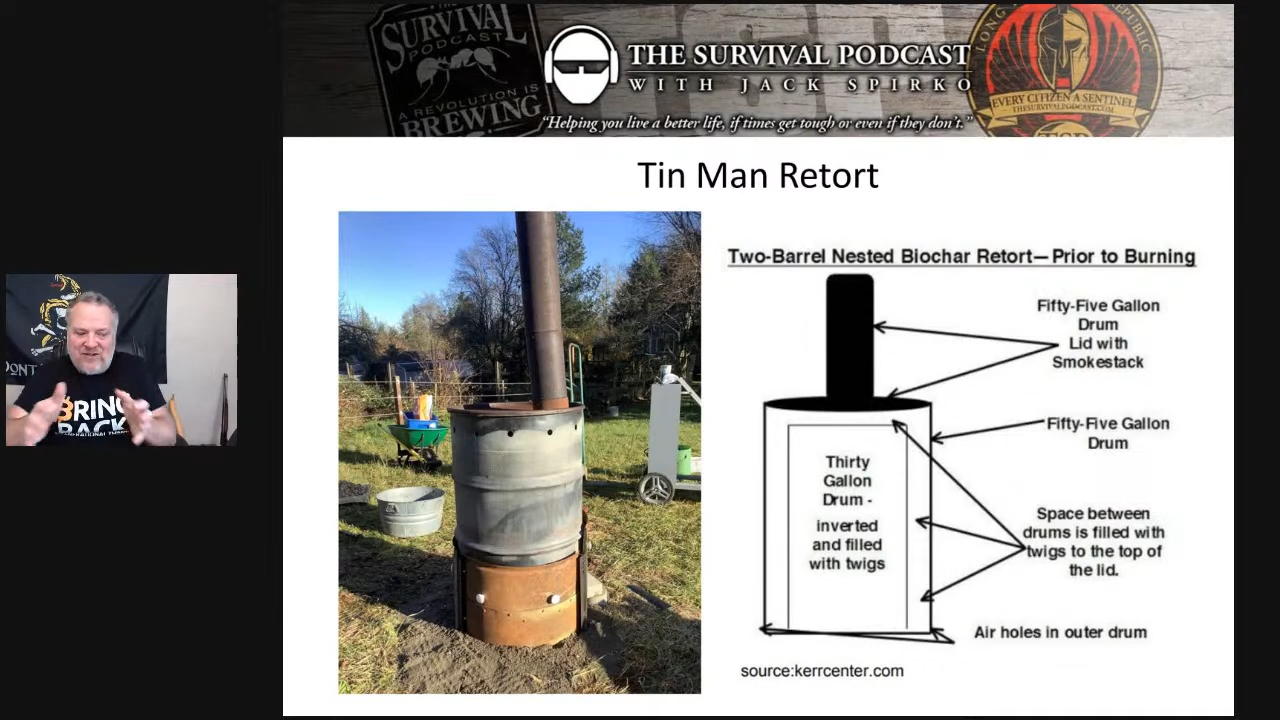 SURVIVAL
PODCAST
A REVOLUTION IS
BREWING
THE SURVIVAL PODCAST
WITH JACK SPIRKO
"Helping you live a better life, if times get tough or even if they don't."
EVERY CITIZEN A SENTINEL
THESURVIVALPODCAST.COM
TSP
Tin Man Retort
Two-Barrel Nested Biochar Retort—Prior to Burning
Fifty-Five Gallon
Drum
Lid with
Smokestack
Fifty-Five Gallon
Drum
Thirty
Gallon
Drum -
inverted
and filled
with twigs
Space between
drums is filled with
twigs to the top of
the lid.
Air holes in outer drum
source:kerrcenter.com
BRING
BACK